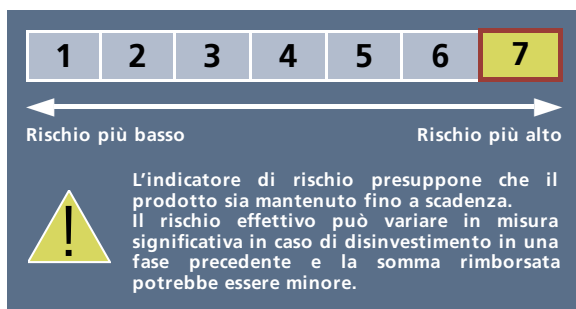 1 2 3 4 5 6 7
Rischio più basso Rischio più alto
L'indicatore di rischio presuppone che il
prodotto sia mantenuto fino a scadenza.
Il rischio effettivo può variare in misura
significativa in caso di disinvestimento in una
fase precedente e la somma rimborsata
potrebbe essere minore.
!